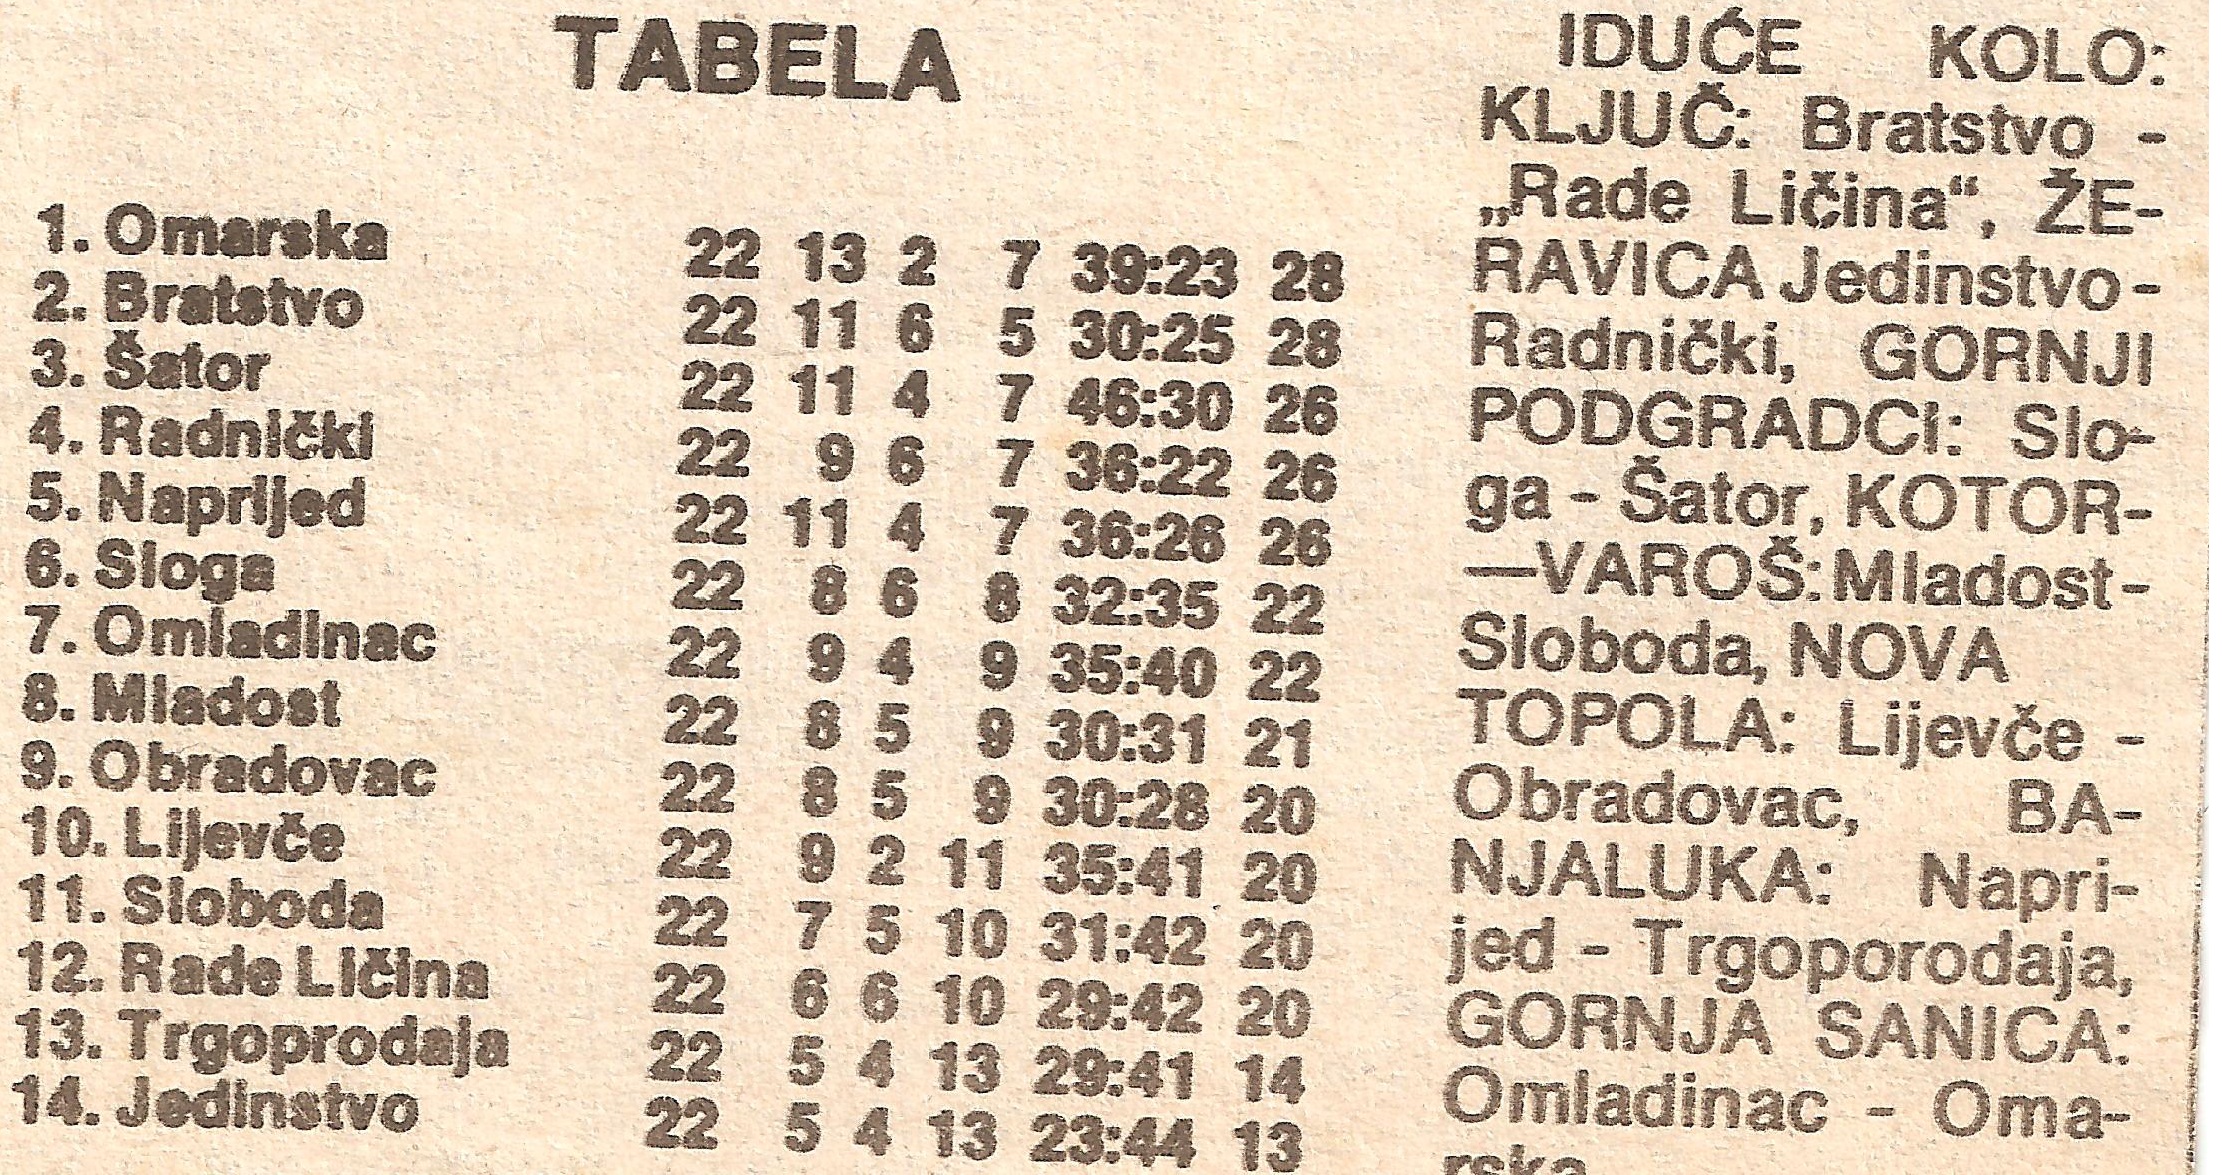 TABELA
1. Omarska 22 13 2 7 39:23 28
2. Bratstvo 22 11 6 5 30:25 28
3. Šator 22 11 4 7 46:30 26
4. Radnički 22 9 6 7 36:22 26
5. Naprijed 22 11 4 7 36:26 26
6. Sloga 22 8 6 8 32:35 22
7. Omladinac 22 9 4 9 35:40 22
8. Mladost 22 8 5 9 30:31 21
9. Obradovac 22 8 5 9 30:28 20
10. Lijevče 22 9 2 11 35:41 20
11. Sloboda 22 7 5 10 31:42 20
12. Rade Ličina 22 6 6 10 29:42 20
13. Trgoprodaja 22 5 4 13 29:41 14
14. Jedinstvo 22 5 4 13 23:44 13
IDUĆE KOLO:
KLJUČ: Bratstvo -
„Rade Ličina“, ŽE-
RAVICA Jedinstvo -
Radnički, GORNJI
PODGRADCI: Slo-
ga - Šator, KOTOR-
—VAROŠ: Mladost -
Sloboda, NOVA
TOPOLA: Lijevče -
Obradovac, BA-
NJALUKA: Napri-
jed - Trgoporodaja,
GORNJA SANICA:
Omladinac - Oma-
rska